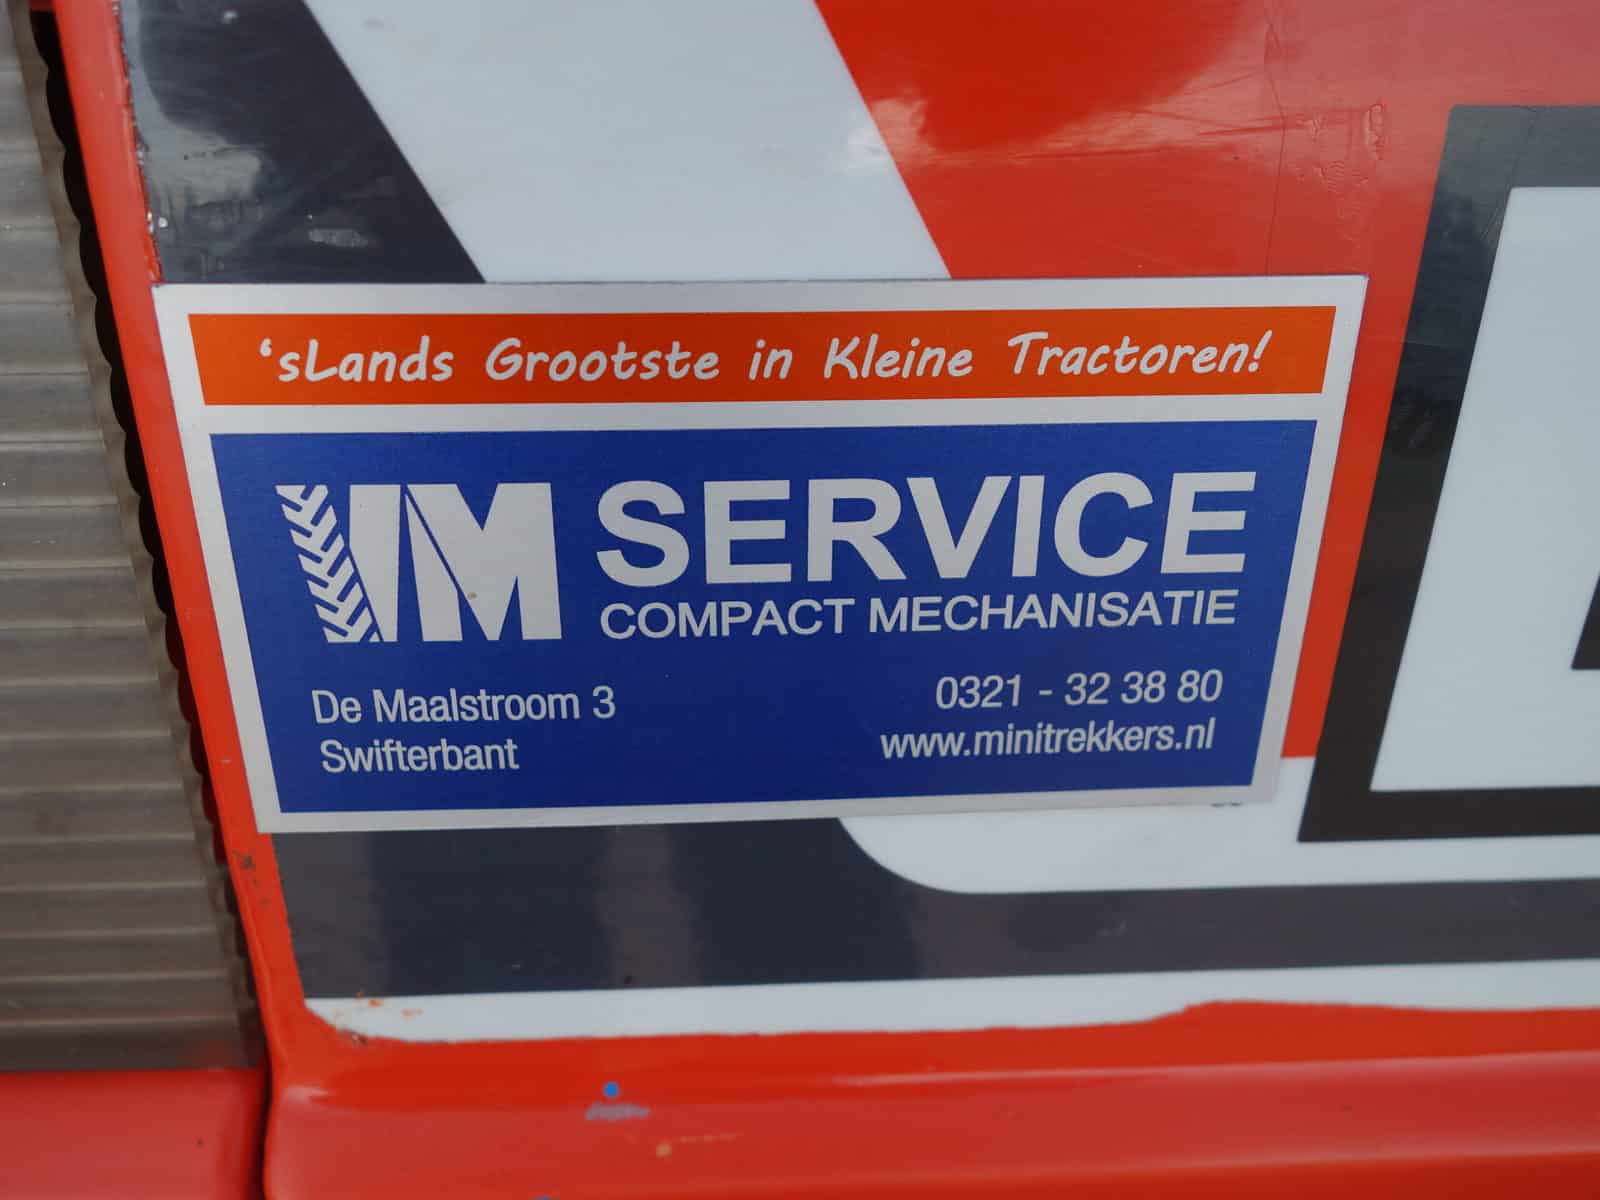 ‘sLands Grootste in Kleine Tractoren!
IM SERVICE
COMPACT MECHANISATIE
De Maalstroom 3
Swifterbant
0321 - 32 38 80
www.minitrekkers.nl